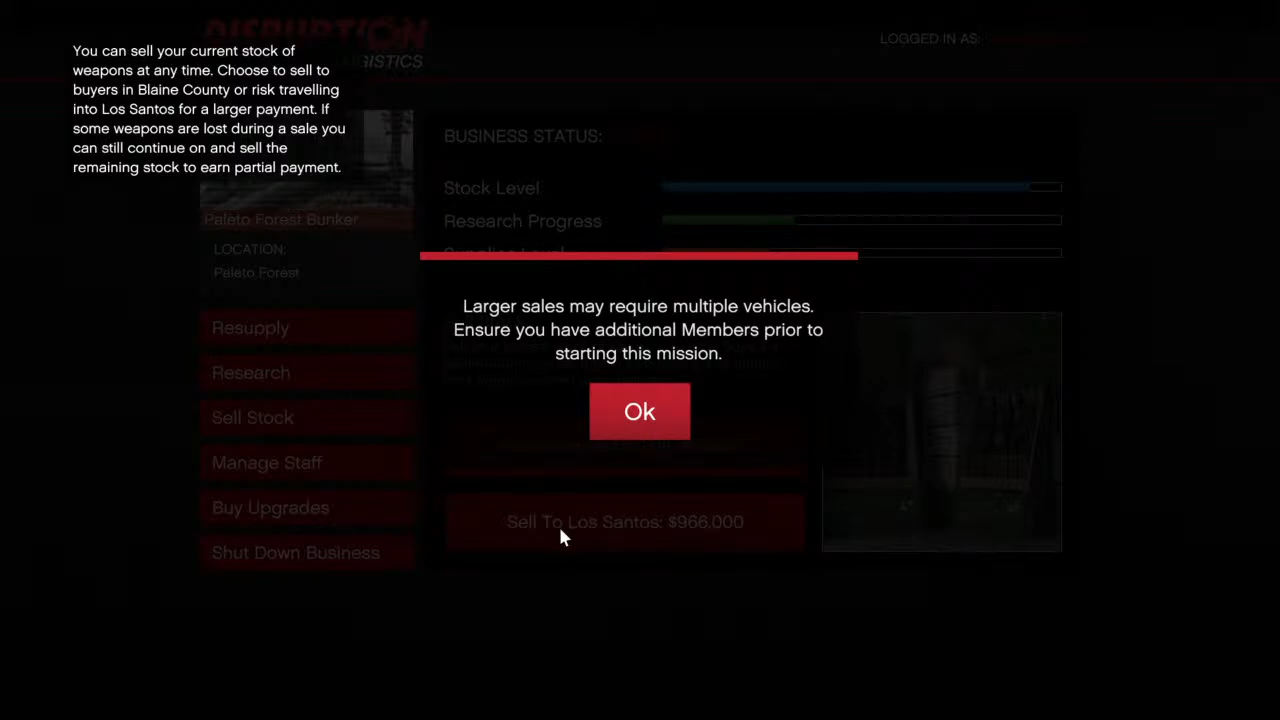 DISRUPTION
LOGISTICS
LOGGED IN AS:
You can sell your current stock of
weapons at any time. Choose to sell to
buyers in Blaine County or risk travelling
into Los Santos for a larger payment. If
some weapons are lost during a sale you
can still continue on and sell the
remaining stock to earn partial payment.
Paleto Forest Bunker
LOCATION:
Paleto Forest
Resupply
Research
Sell Stock
Manage Staff
Buy Upgrades
Shut Down Business
BUSINESS STATUS:
Stock Level
Research Progress
Supplies Level
Larger sales may require multiple vehicles.
Ensure you have additional Members prior to
starting this mission.
Ok
Sell To Los Santos: $966,000